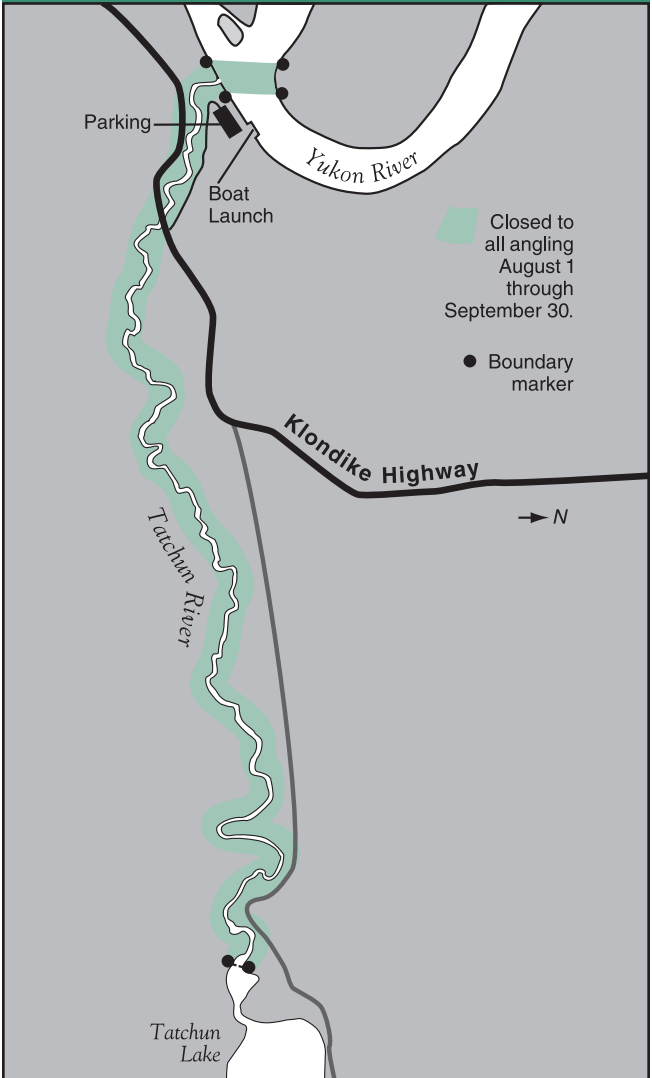 Parking
Yukon River
Boat
Launch
Closed to
all angling
August 1
through
September 30.
Boundary
marker
Klondike Highway
N
Tatchun River
Tatchun
Lake